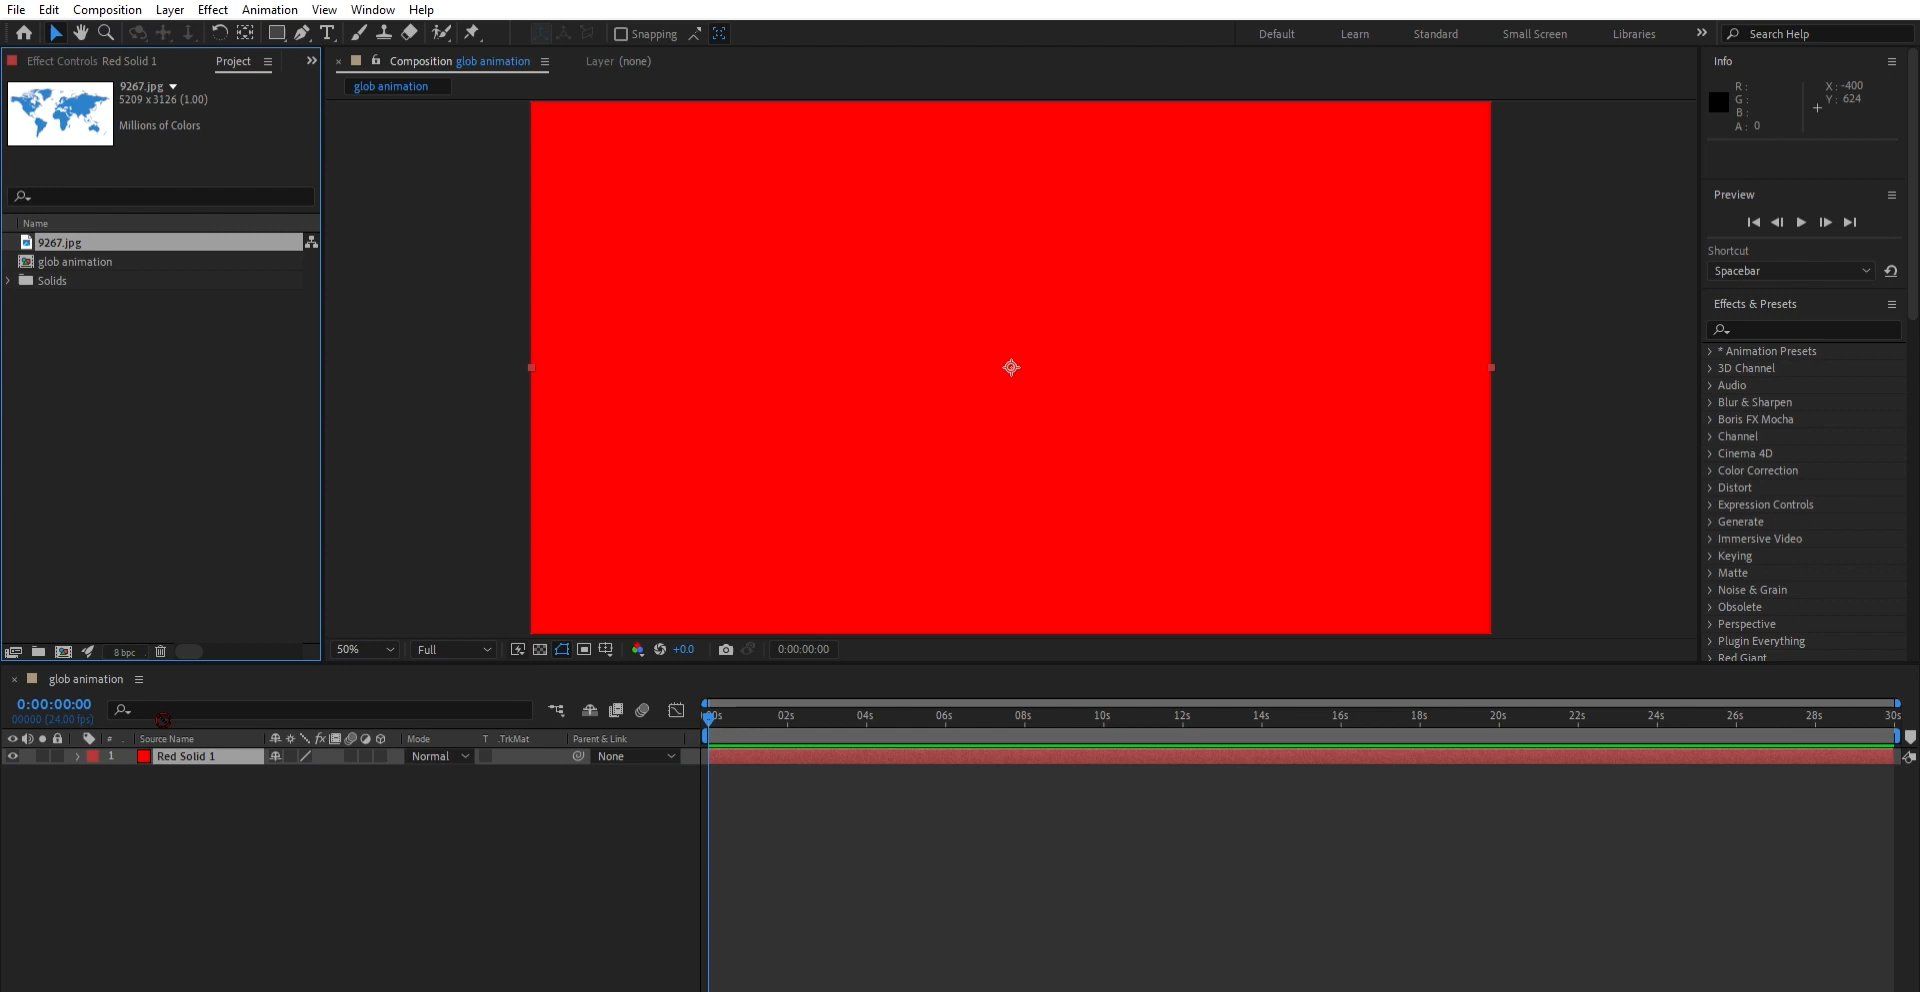 File Edit Composition Layer Effect Animation View Window Help
Snapping Default Learn Standard Small Screen Libraries Search Help
Effect Controls Red Solid 1 Project
9267.jpg
5209 x 3126 (1.00)
Millions of Colors
Name
9267.jpg
glob animation
Solids
8 bpc
Composition glob animation Layer (none)
glob animation
50% Full +0.0 0:00:00:00
Info
R :
G :
B :
A : 0
X : -400
Y : 624
Preview
Shortcut
Spacebar
Effects & Presets
* Animation Presets
3D Channel
Audio
Blur & Sharpen
Boris FX Mocha
Channel
Cinema 4D
Color Correction
Distort
Expression Controls
Generate
Immersive Video
Keying
Matte
Noise & Grain
Obsolete
Perspective
Plugin Everything
Red Giant
glob animation
0:00:00:00
00000 (24.00 fps)
02s 04s 06s 08s 10s 12s 14s 16s 18s 20s 22s 24s 26s 28s 30s
# Source Name fx Mode T .TrkMat Parent & Link
1 Red Solid 1 Normal None